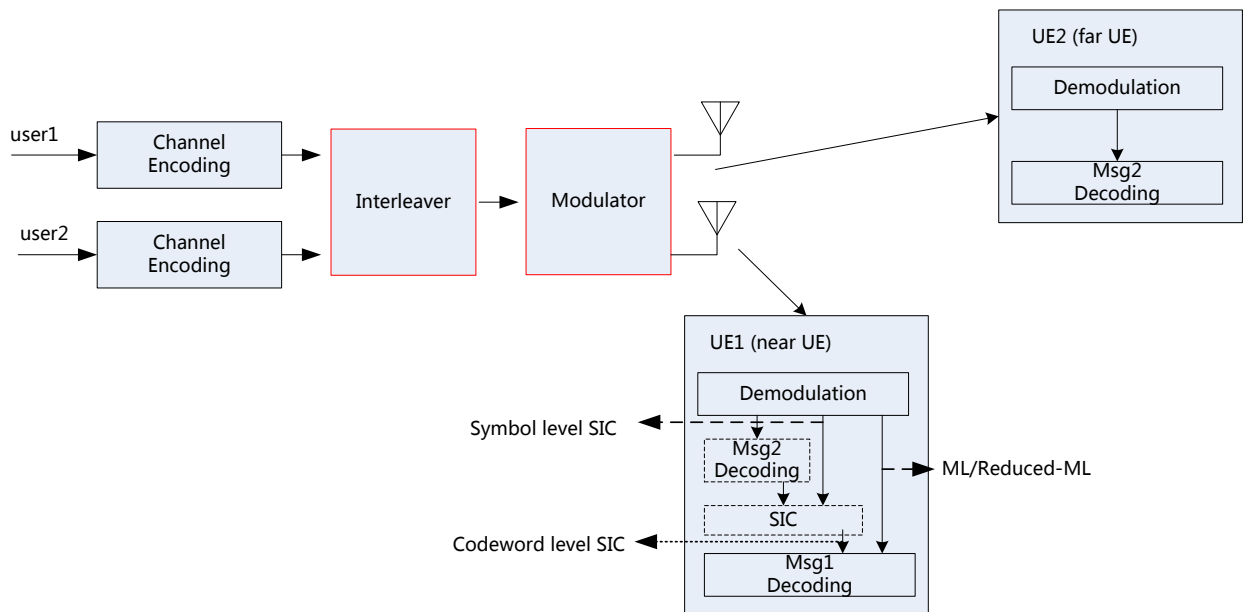 UE2 (far UE)
Demodulation
Msg2
Decoding
user1
Channel
Encoding
Interleaver
Modulator
user2
Channel
Encoding
UE1 (near UE)
Demodulation
Symbol level SIC
Msg2
Decoding
ML/Reduced-ML
SIC
Codeword level SIC
Msg1
Decoding